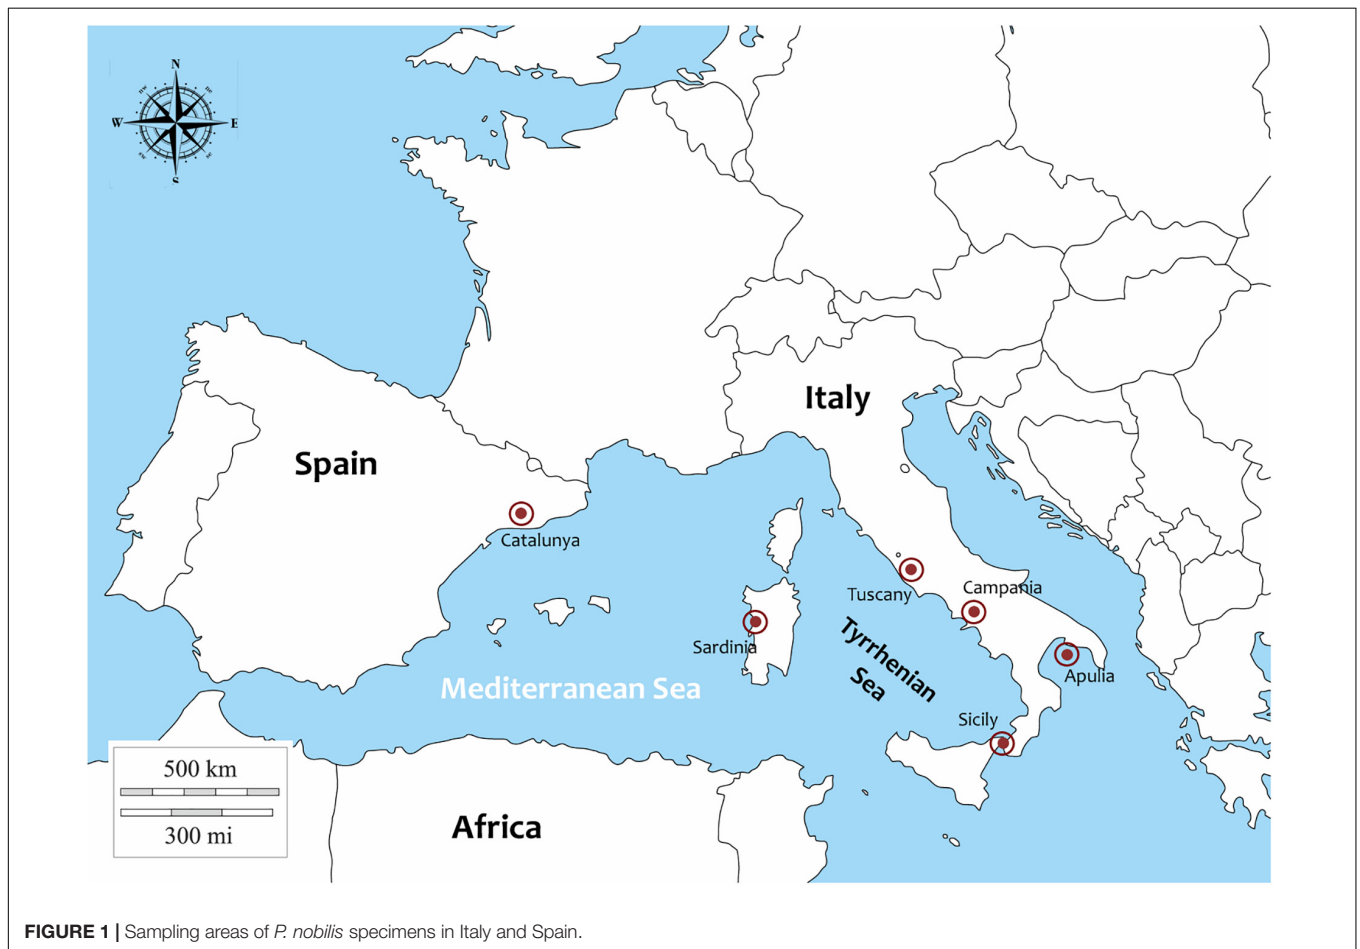 N
W E
S
Italy
Spain
Catalunya
Tuscany
Campania
Sardinia
Tyrrhenian
Sea
Apulia
Mediterranean Sea
Sicily
500 km
300 mi
Africa
FIGURE 1 | Sampling areas of P. nobilis specimens in Italy and Spain.